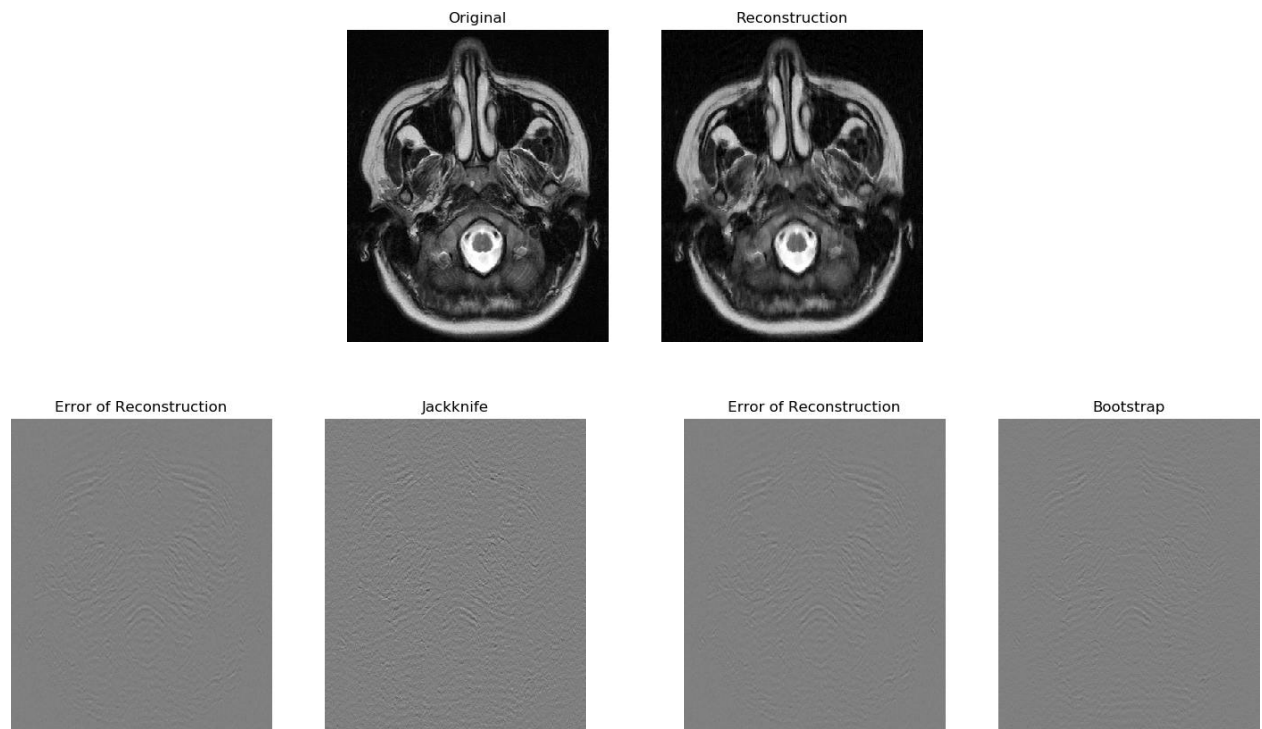 Original
Reconstruction
Error of Reconstruction
Jackknife
Error of Reconstruction
Bootstrap